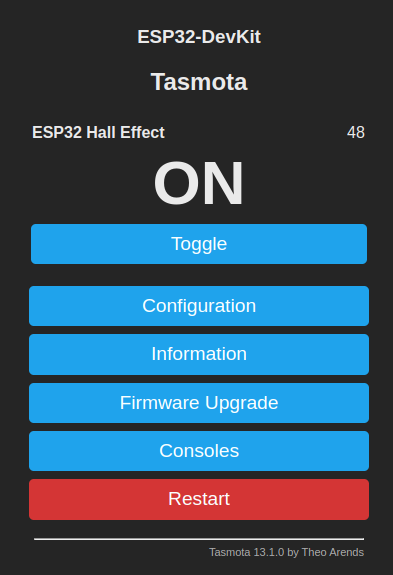 ESP32-DevKit
Tasmota
ESP32 Hall Effect 48
ON
Toggle
Configuration
Information
Firmware Upgrade
Consoles
Restart
Tasmota 13.1.0 by Theo Arends